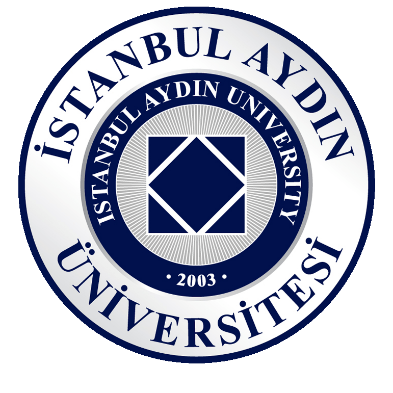 İSTANBUL AYDIN
ÜNİVERSİTESİ
ISTANBUL AYDIN UNIVERSITY
· 2003 ·